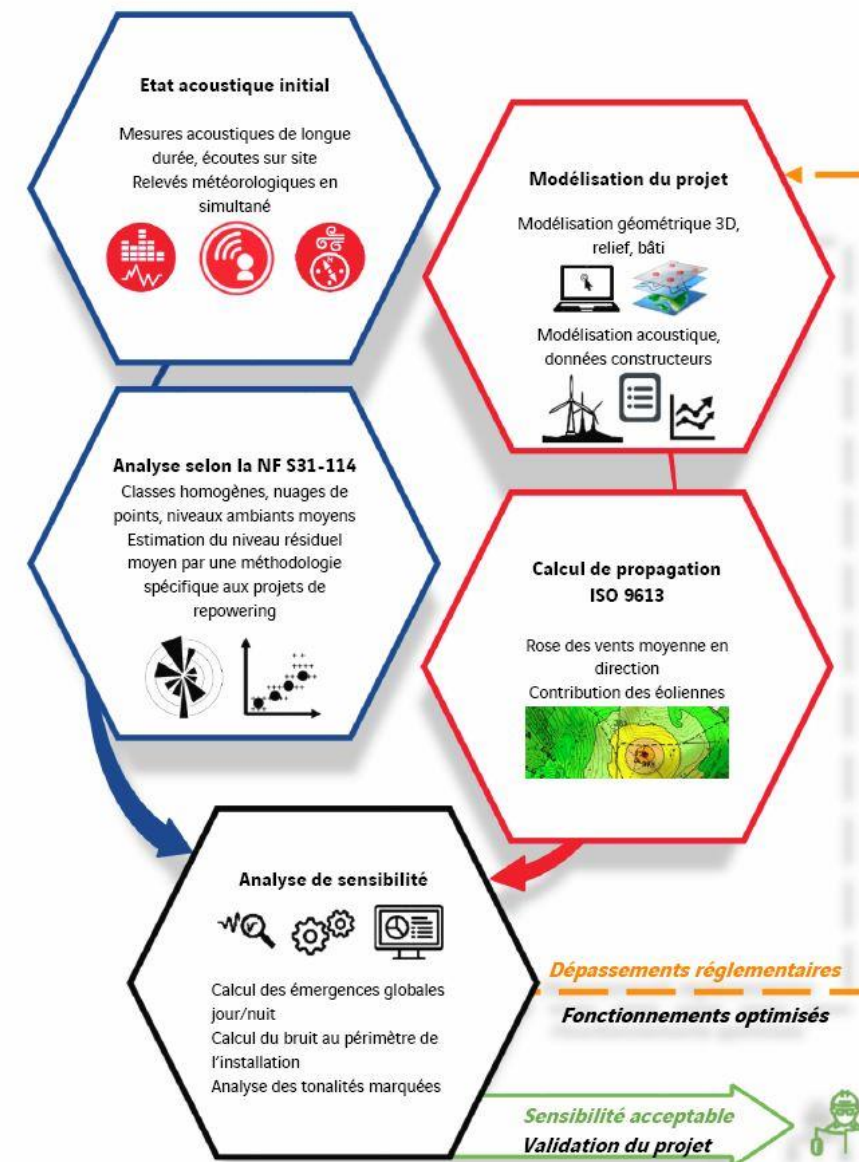 Etat acoustique initial
Mesures acoustiques de longue
durée, écoutes sur site
Relevés météorologiques en
simultané
Modélisation du projet
Modélisation géométrique 3D,
relief, bâti
Modélisation acoustique,
données constructeurs
Analyse selon la NF S31-114
Classes homogènes, nuages de
points, niveaux ambiants moyens
Estimation du niveau résiduel
moyen par une méthodologie
spécifique aux projets de
repowering
Calcul de propagation
ISO 9613
Rose des vents moyenne en
direction
Contribution des éoliennes
Analyse de sensibilité
Calcul des émergences globales
jour/nuit
Calcul du bruit au périmètre de
l'installation
Analyse des tonalités marquées
Dépassements réglementaires
Fonctionnements optimisés
Sensibilité acceptable
Validation du projet